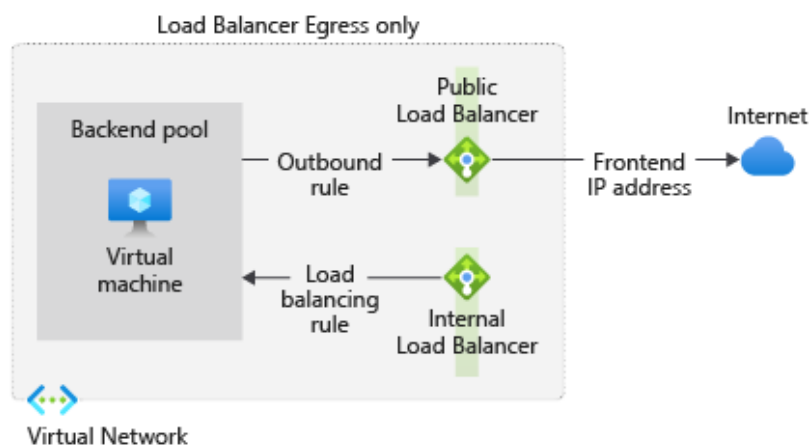 Load Balancer Egress only
Public
Load Balancer
Backend pool
Internet
Outbound
rule
Frontend
IP address
Virtual
machine
Load
balancing
rule
Internal
Load Balancer
Virtual Network